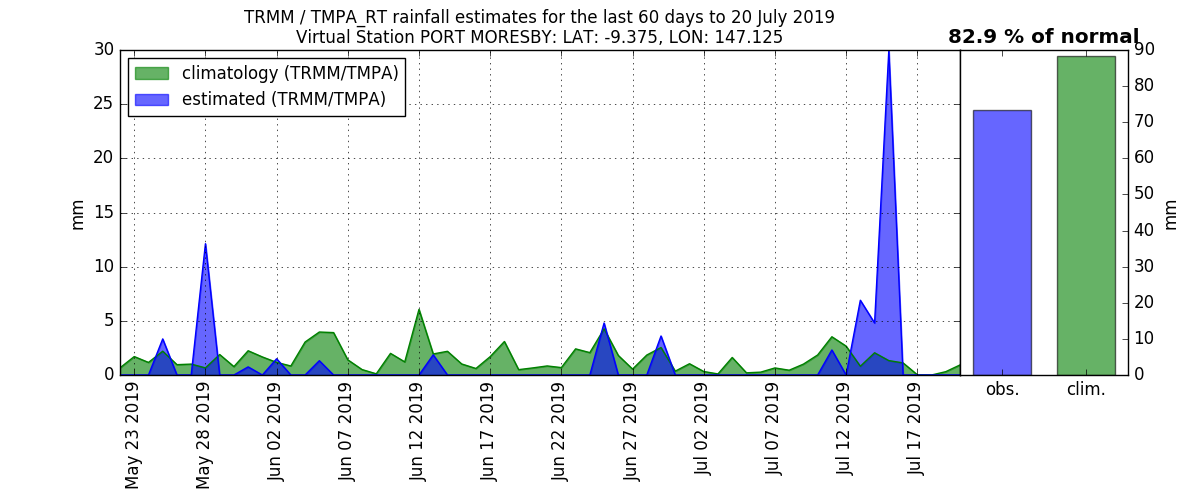 TRMM / TMPA_RT rainfall estimates for the last 60 days to 20 July 2019
Virtual Station PORT MORESBY: LAT: -9.375, LON: 147.125
82.9 % of normal
climatology (TRMM/TMPA)
estimated (TRMM/TMPA)
30
25
20
15
10
5
0
mm
May 23 2019
May 28 2019
Jun 02 2019
Jun 07 2019
Jun 12 2019
Jun 17 2019
Jun 22 2019
Jun 27 2019
Jul 02 2019
Jul 07 2019
Jul 12 2019
Jul 17 2019
obs.
clim.
90
80
70
60
50
40
30
20
10
0
mm